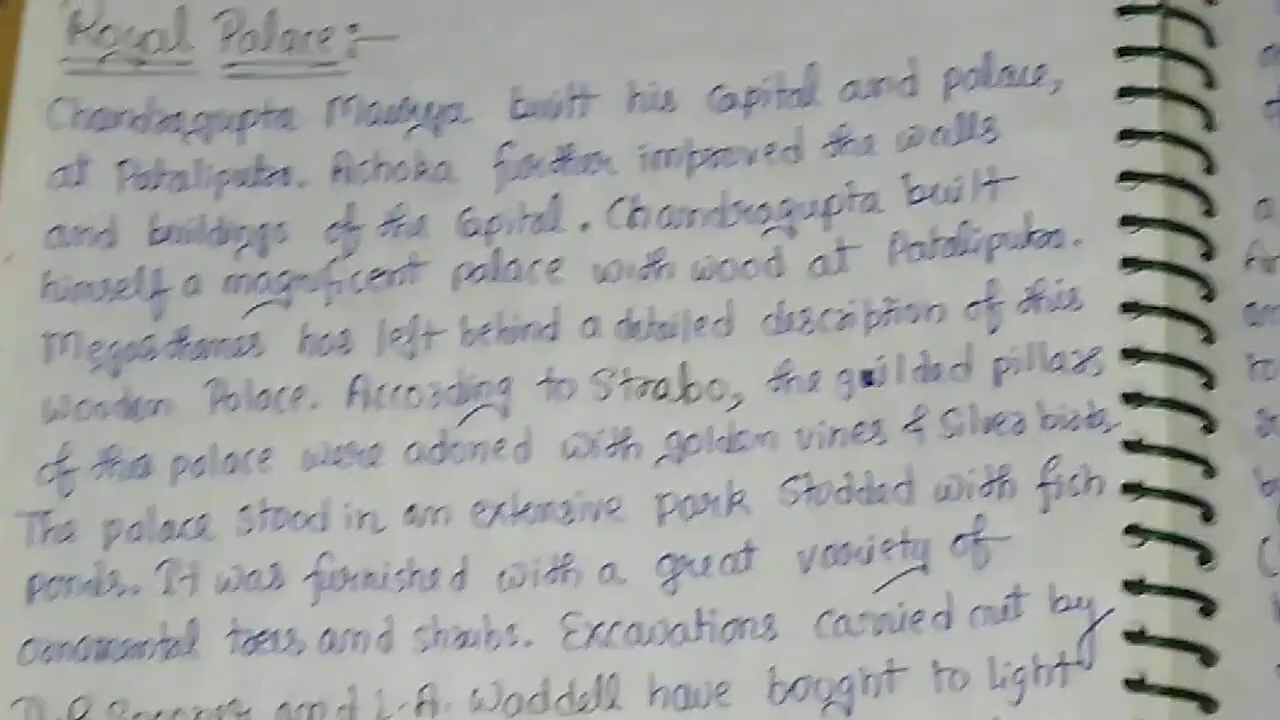 Royal Palace:-
Chandragupta Maurya built his Capital and palace,
at Pataliputra. Ashoka further improved the walls
and buildings of the Capital. Chandragupta built
himself a magnificent palace with wood at Pataliputra.
Megasthanes has left behind a detailed description of this
wooden Palace. According to Strabo, the guilded pillars
of the palace were adoned with golden vines & Silver birds.
The palace stood in an extensive park Stodded with fish
ponds. It was furnished with a great variety of
ornamental trees and shrubs. Excavations carried out by
D.B Spooner and L.A. Waddell have bought to light